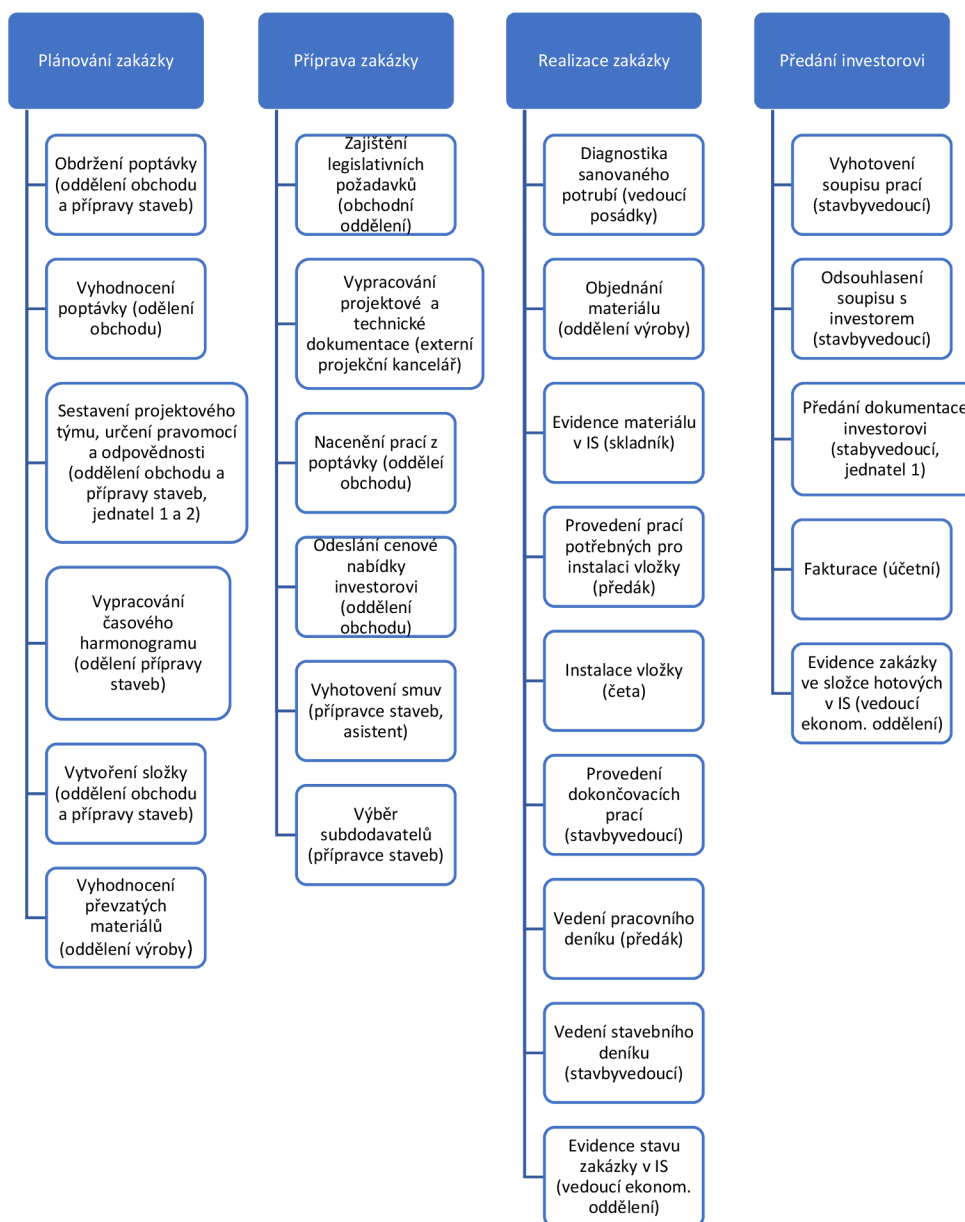 Plánování zakázky
Obdržení poptávky
(oddělení obchodu
a přípravy staveb)
Vyhodnocení
poptávky (odělení
obchodu)
Sestavení projektového
týmu, určení pravomocí
a odpovědnosti
(oddělení obchodu a
přípravy staveb,
jednatel 1 a 2)
Vypracování
časového
harmonogramu
(odělení přípravy
staveb)
Vytvoření složky
(oddělení obchodu
a přípravy staveb)
Vyhodnocení
převzatých
materiálů
(oddělení výroby)
Příprava zakázky
Zajištění
legislativních
požadavků
(obchodní
oddělení)
Vypracování
projektové a
technické
dokumentace (externí
projekční kancelář)
Nacenění prací z
poptávky (odděleí
obchodu)
Odeslání cenové
nabídky
investorovi
(oddělení
obchodu)
Vyhotovení smuv
(přípravce staveb,
asistent)
Výběr
subdodavatelů
(přípravce staveb)
Realizace zakázky
Diagnostika
sanovaného
potrubí (vedoucí
posádky)
Objednání
materiálu
(oddělení výroby)
Evidence materiálu
v IS (skladník)
Provedení prací
potřebných pro
instalaci vložky
(předák)
Instalace vložky
(četa)
Provedení
dokončovacích
prací
(stavbyvedoucí)
Vedení pracovního
deníku (předák)
Vedení stavebního
deníku
(stavbyvedoucí)
Evidence stavu
zakázky v IS
(vedoucí ekonom.
oddělení)
Předání investorovi
Vyhotovení
soupisu prací
(stavbyvedoucí)
Odsouhlasení
soupisu s
investorem
(stavbyvedoucí)
Předání dokumentace
investorovi
(stabyvedoucí,
jednatel 1)
Fakturace (účetní)
Evidence zakázky
ve složce hotových
v IS (vedoucí
ekonom. oddělení)